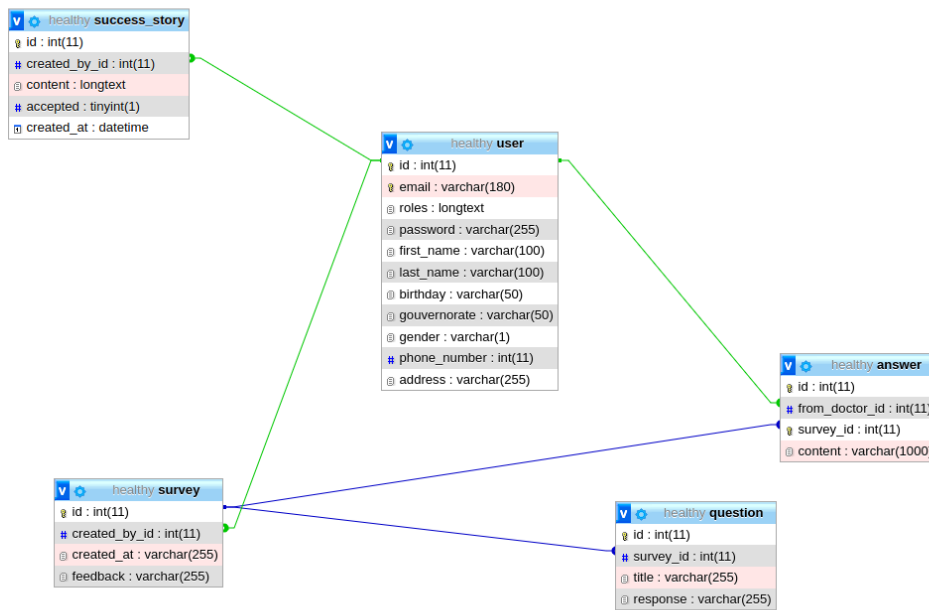 v healthy success_story
id : int(11)
# created_by_id : int(11)
content : longtext
# accepted : tinyint(1)
created_at : datetime
v healthy user
id : int(11)
email : varchar(180)
roles : longtext
password : varchar(255)
first_name : varchar(100)
last_name : varchar(100)
birthday : varchar(50)
gouvernorate : varchar(50)
gender : varchar(1)
# phone_number : int(11)
address : varchar(255)
v healthy answer
id : int(11)
# from_doctor_id : int(11)
survey_id : int(11)
content : varchar(1000)
v healthy survey
id : int(11)
# created_by_id : int(11)
created_at : varchar(255)
feedback : varchar(255)
v healthy question
id : int(11)
# survey_id : int(11)
title : varchar(255)
response : varchar(255)